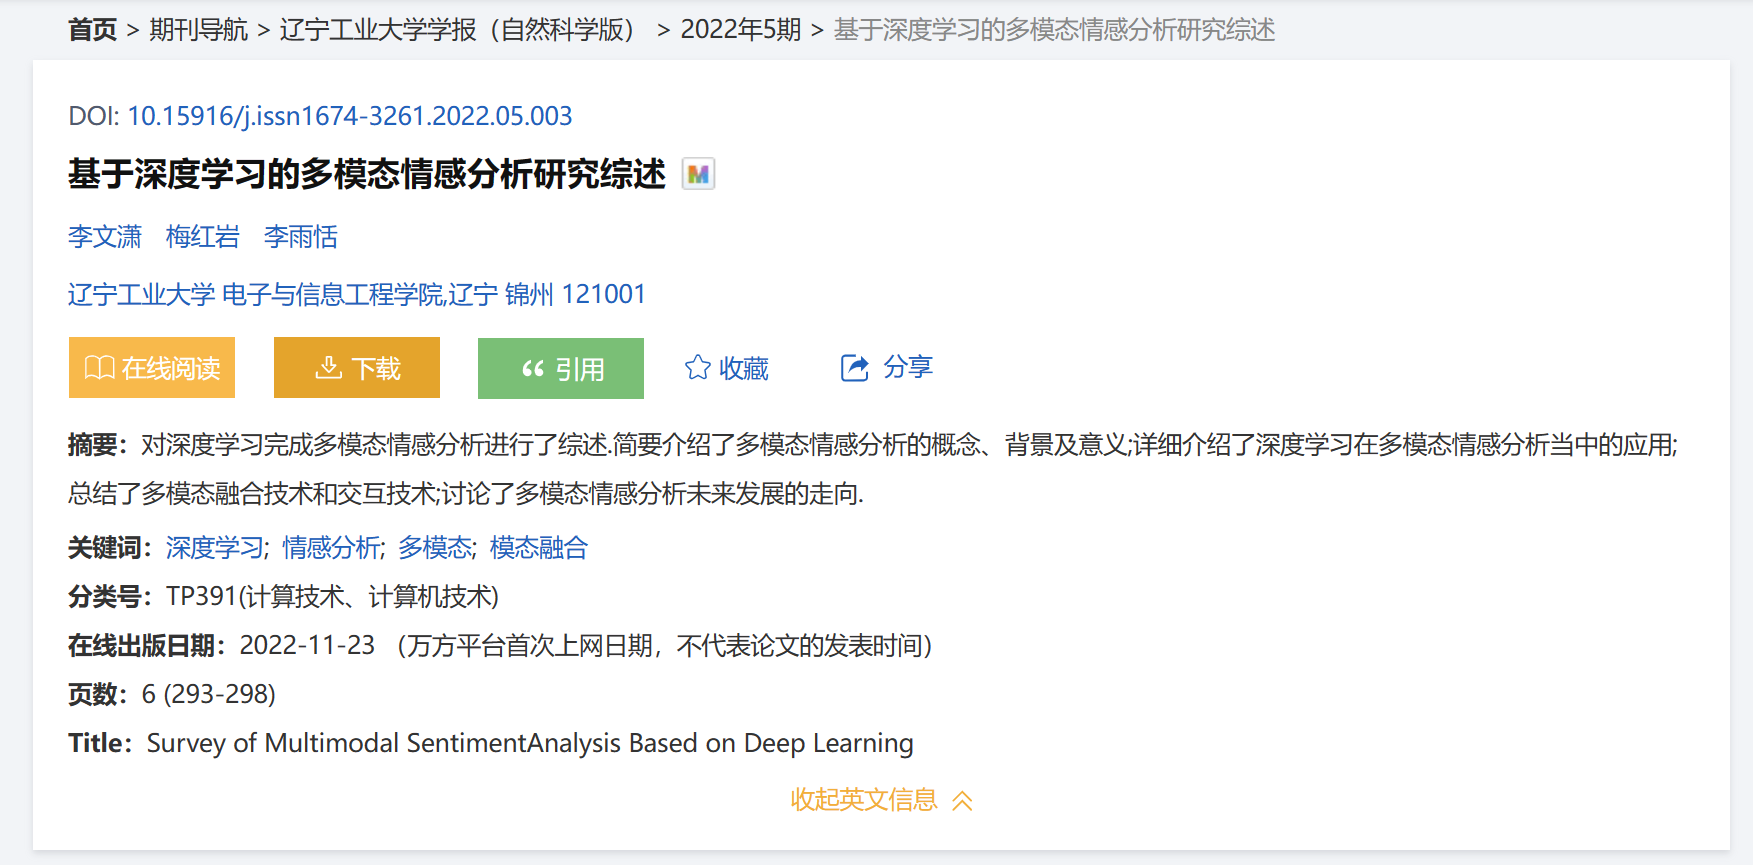 首页 > 期刊导航 > 辽宁工业大学学报（自然科学版） > 2022年5期 > 基于深度学习的多模态情感分析研究综述
DOI: 10.15916/j.issn1674-3261.2022.05.003
基于深度学习的多模态情感分析研究综述 M
李文潇 梅红岩 李雨恬
辽宁工业大学 电子与信息工程学院,辽宁 锦州 121001
在线阅读 下载 引用 收藏 分享
摘要：对深度学习完成多模态情感分析进行了综述.简要介绍了多模态情感分析的概念、背景及意义;详细介绍了深度学习在多模态情感分析当中的应用;
总结了多模态融合技术和交互技术;讨论了多模态情感分析未来发展的走向.
关键词：深度学习; 情感分析; 多模态; 模态融合
分类号：TP391(计算技术、计算机技术)
在线出版日期：2022-11-23 （万方平台首次上网日期，不代表论文的发表时间）
页数：6 (293-298)
Title：Survey of Multimodal SentimentAnalysis Based on Deep Learning
收起英文信息